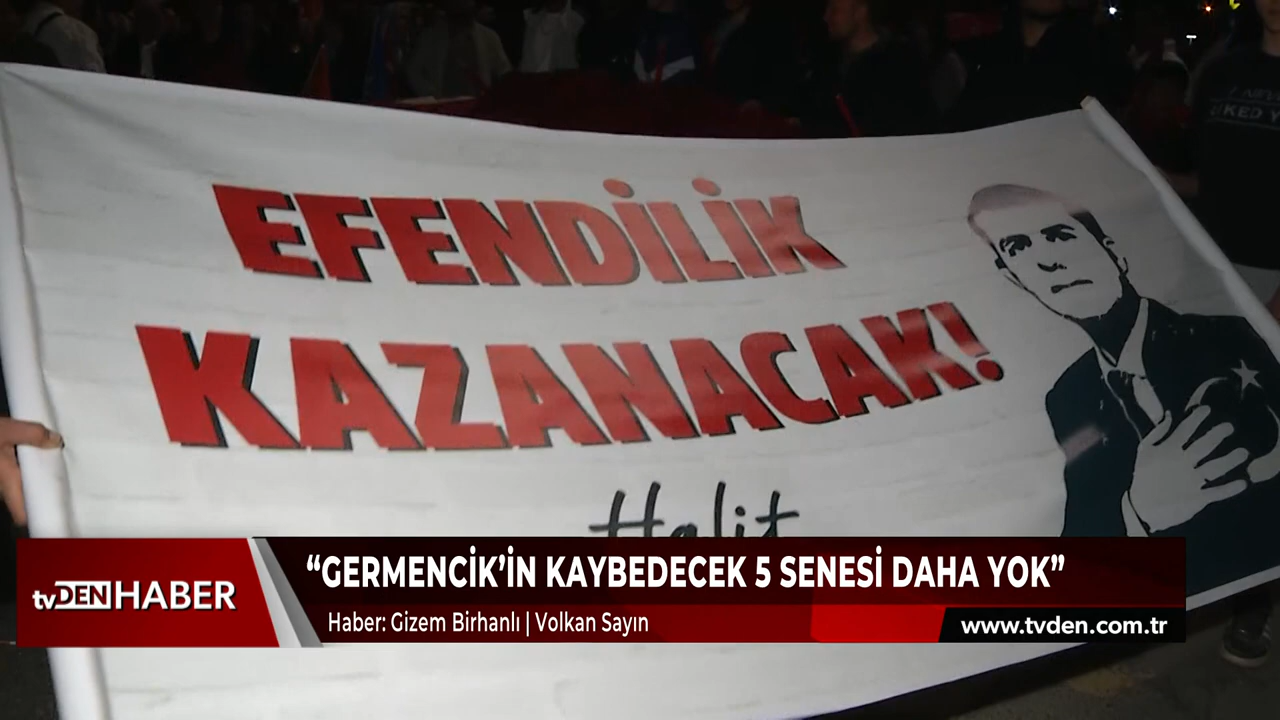 EFENDİLİK
KAZANACAK!
Halit
tvDEN HABER
“GERMENCİK’İN KAYBEDECEK 5 SENESİ DAHA YOK”
Haber: Gizem Birhanlı | Volkan Sayın
www.tvden.com.tr